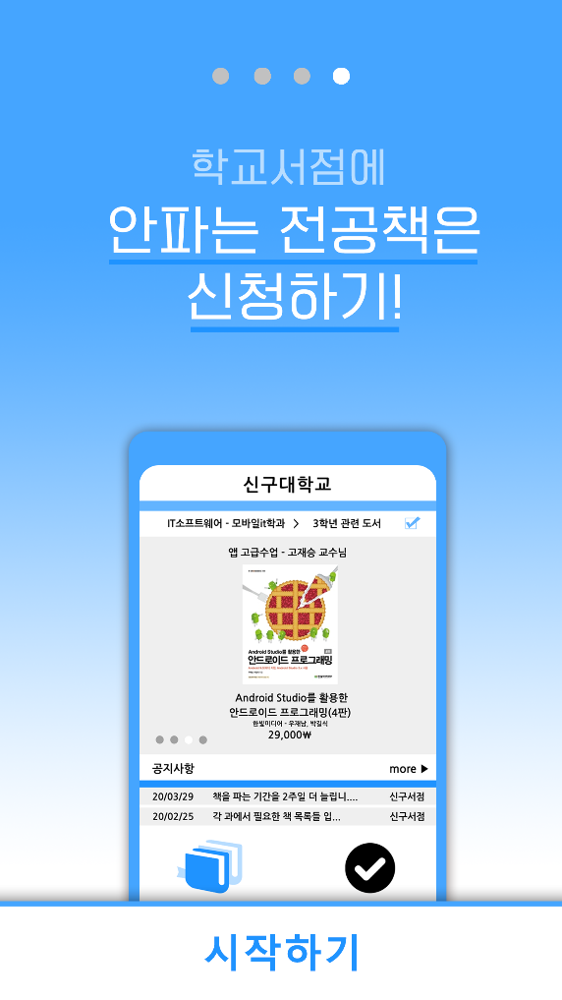 학교서점에
안파는 전공책은
신청하기!
신구대학교
IT소프트웨어 - 모바일it학과 > 3학년 관련 도서
앱 고급수업 - 고재승 교수님
Android Studio를 활용한
안드로이드 프로그래밍
Android Studio를 활용한
안드로이드 프로그래밍(4판)
한빛미디어 - 우재남, 박길식
29,000₩
공지사항 more ▶
20/03/29 책을 파는 기간을 2주일 더 늘립니.... 신구서점
20/02/25 각 과에서 필요한 책 목록들 입... 신구서점
시작하기